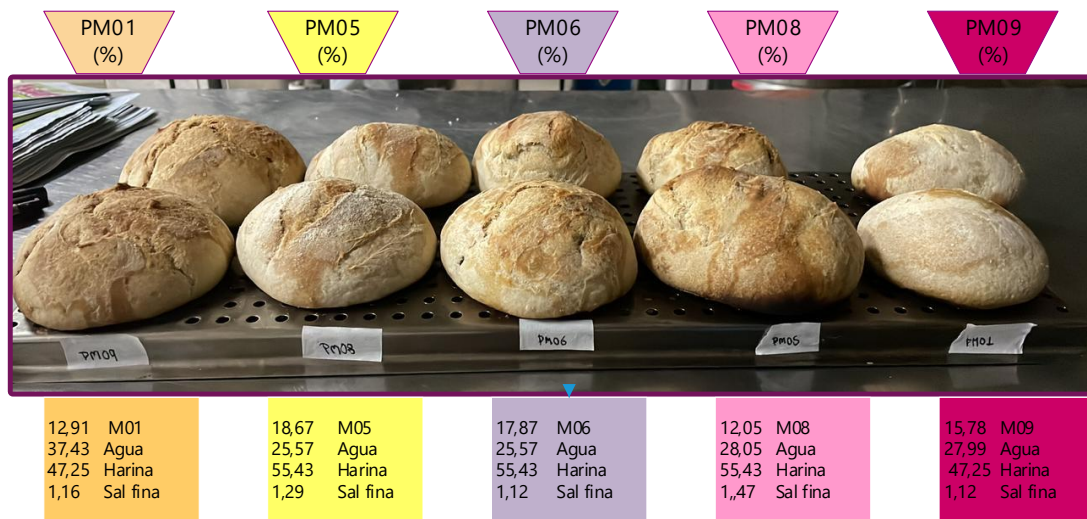 PM01
(%)
PM05
(%)
PM06
(%)
PM08
(%)
PM09
(%)
PM09
PM08
PM06
PM05
PM01
12,91 M01
37,43 Agua
47,25 Harina
1,16 Sal fina
18,67 M05
25,57 Agua
55,43 Harina
1,29 Sal fina
17,87 M06
25,57 Agua
55,43 Harina
1,12 Sal fina
12,05 M08
28,05 Agua
55,43 Harina
1,,47 Sal fina
15,78 M09
27,99 Agua
47,25 Harina
1,12 Sal fina